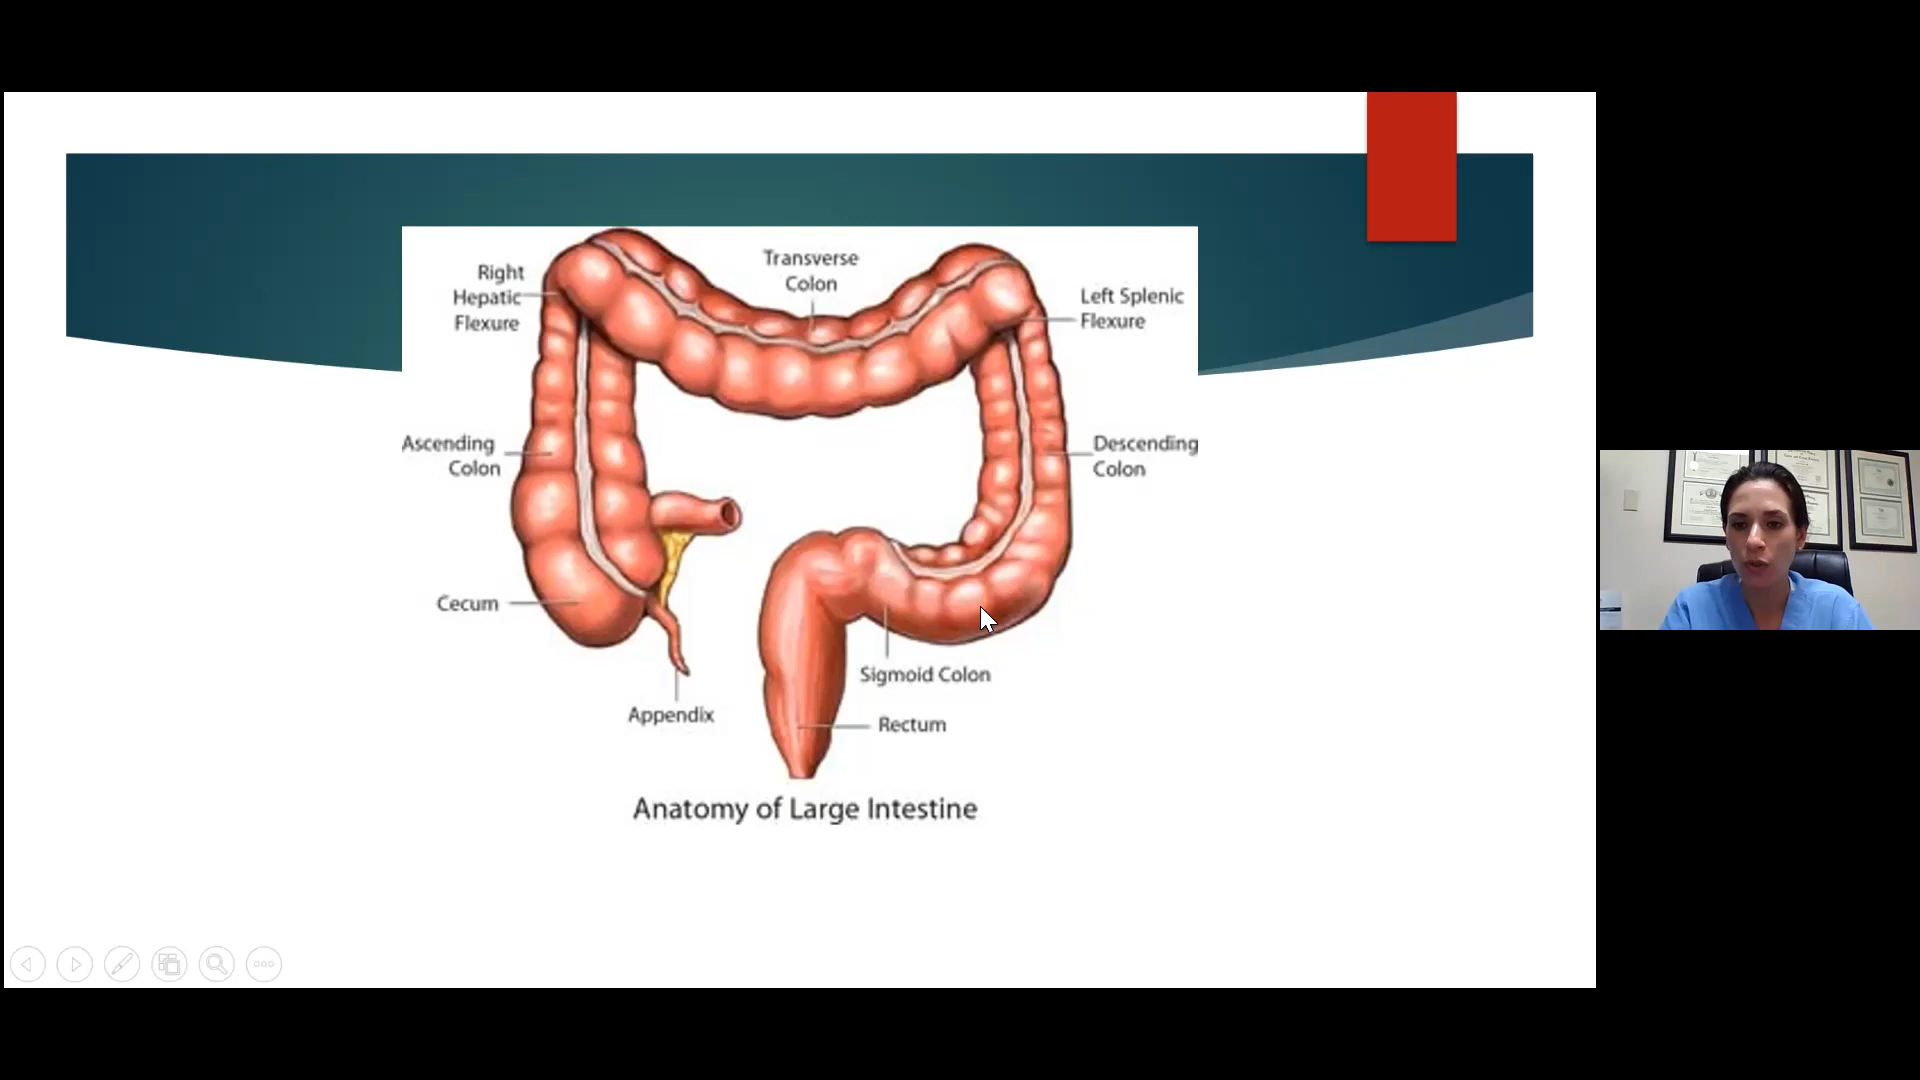 Right
Hepatic
Flexure
Transverse
Colon
Left Splenic
Flexure
Ascending
Colon
Descending
Colon
Cecum
Sigmoid Colon
Appendix
Rectum
Anatomy of Large Intestine